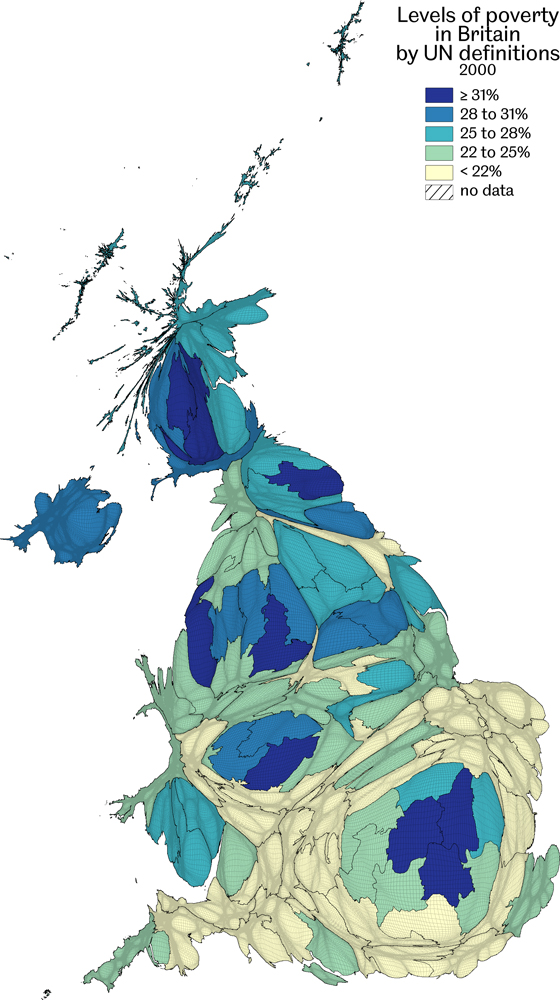 Levels of poverty
in Britain
by UN definitions
2000
≥ 31%
28 to 31%
25 to 28%
22 to 25%
< 22%
no data